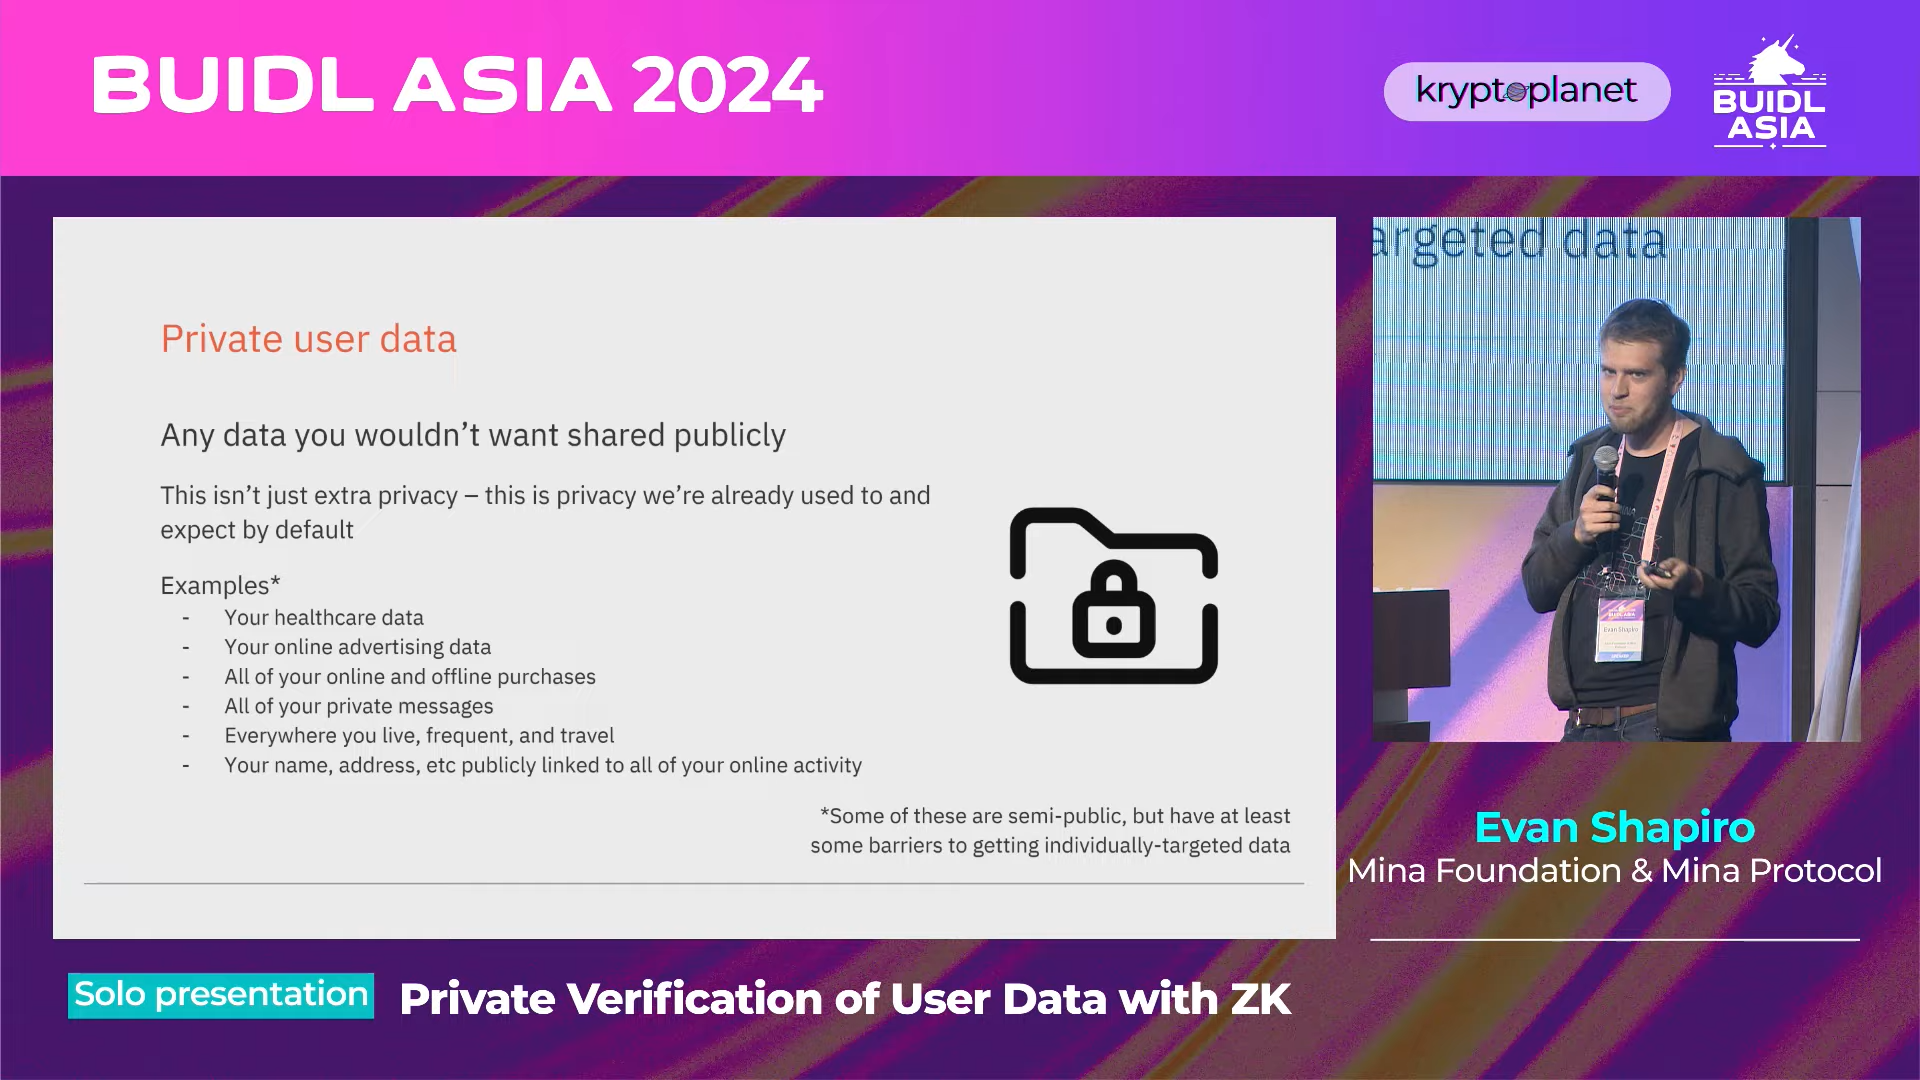 BUIDL ASIA 2024
kryptoplanet
BUIDL
ASIA
Private user data
Any data you wouldn’t want shared publicly
This isn’t just extra privacy – this is privacy we’re already used to and
expect by default
Examples*
- Your healthcare data
- Your online advertising data
- All of your online and offline purchases
- All of your private messages
- Everywhere you live, frequent, and travel
- Your name, address, etc publicly linked to all of your online activity
*Some of these are semi-public, but have at least
some barriers to getting individually-targeted data
argeted data
BUIDL ASIA
Evan Shapiro
Evan Shapiro
Mina Foundation & Mina Protocol
Solo presentation
Private Verification of User Data with ZK